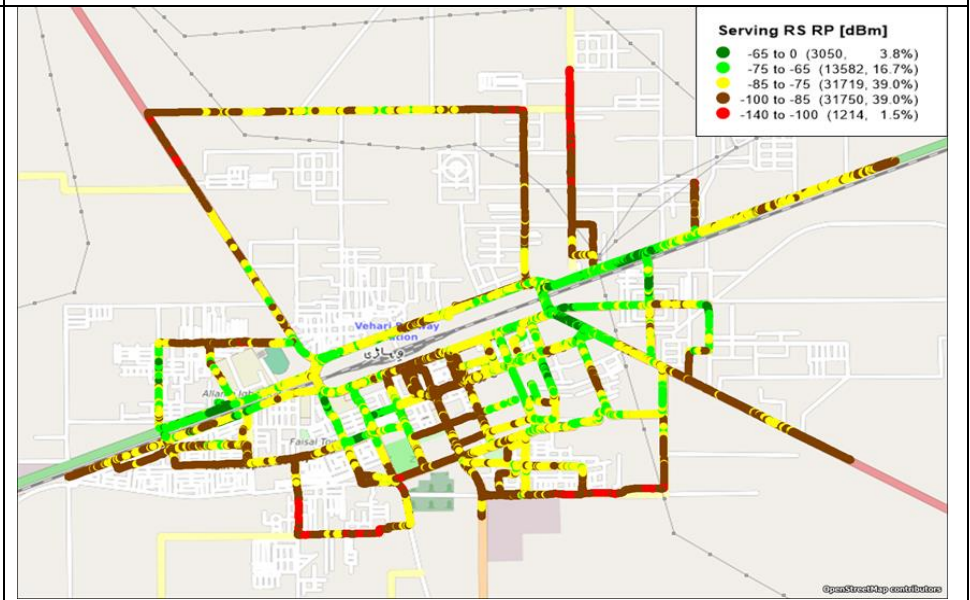 Serving RS RP [dBm]
-65 to 0 (3050, 3.8%)
-75 to -65 (13582, 16.7%)
-85 to -75 (31719, 39.0%)
-100 to -85 (31750, 39.0%)
-140 to -100 (1214, 1.5%)
Vehari
وہاڑی
Faisal
OpenStreetMap contributors